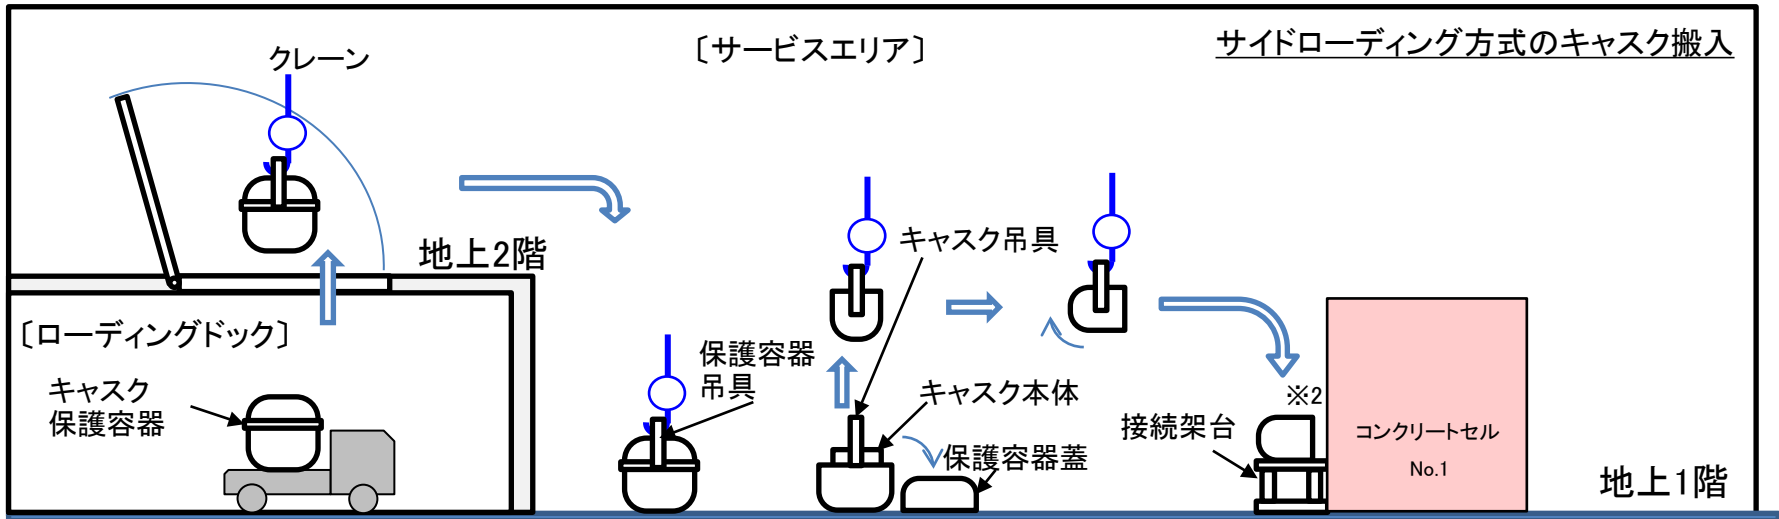 クレーン
〔サービスエリア〕
サイドローディング方式のキャスク搬入
地上2階
キャスク吊具
〔ローディングドック〕
保護容器
吊具
キャスク
保護容器
キャスク本体
※2
接続架台
コンクリートセル
No.1
保護容器蓋
地上1階